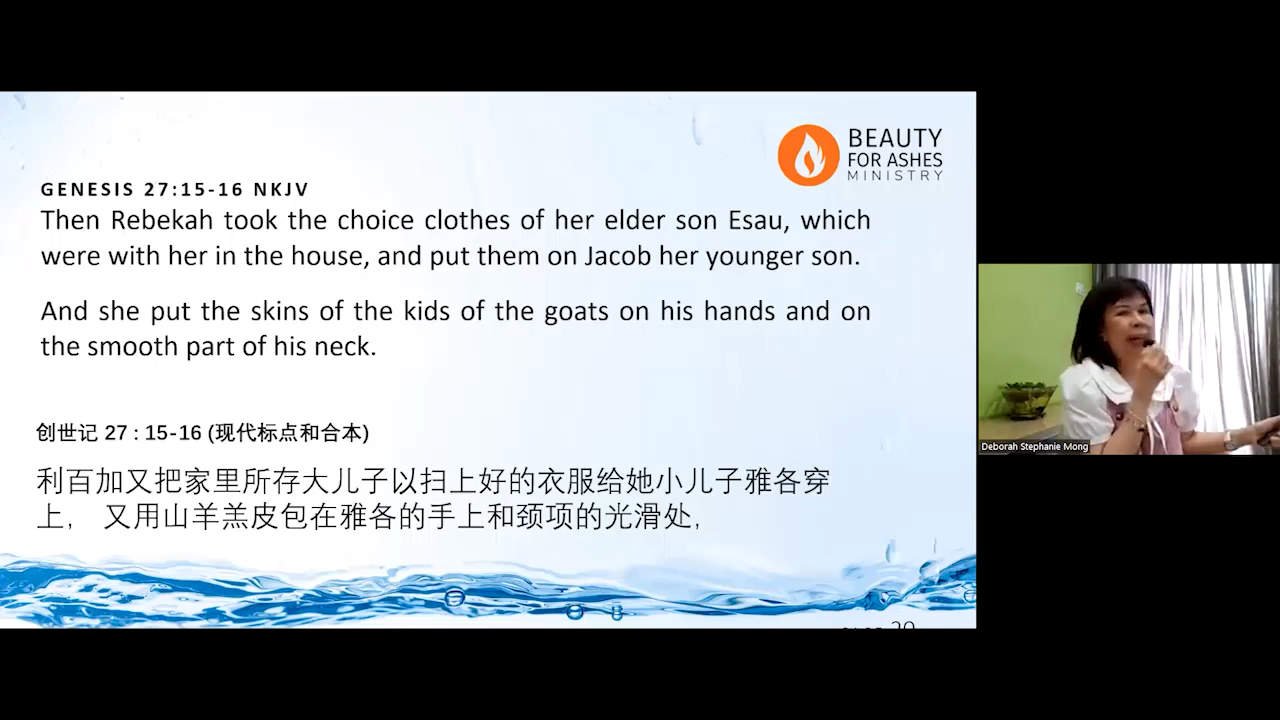 BEAUTY
FOR ASHES
MINISTRY
GENESIS 27:15-16 NKJV
Then Rebekah took the choice clothes of her elder son Esau, which
were with her in the house, and put them on Jacob her younger son.
And she put the skins of the kids of the goats on his hands and on
the smooth part of his neck.
创世记 27 : 15-16 (现代标点和合本)
利百加又把家里所存大儿子以扫上好的衣服给她小儿子雅各穿
上， 又用山羊羔皮包在雅各的手上和颈项的光滑处，
20
Deborah Stephanie Mong